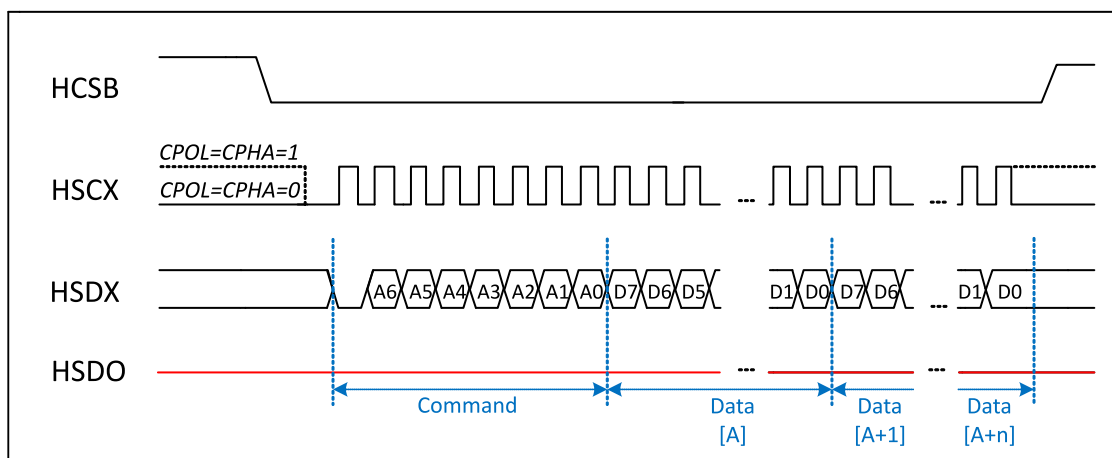 HCSB
CPOL=CPHA=1
HSCX
CPOL=CPHA=0
... ...
HSDX
A6 A5 A4 A3 A2 A1 A0 D7 D6 D5 D1 D0 D7 D6 ... D1 D0
HSDO
... ...
Command Data Data Data
[A] [A+1] [A+n]